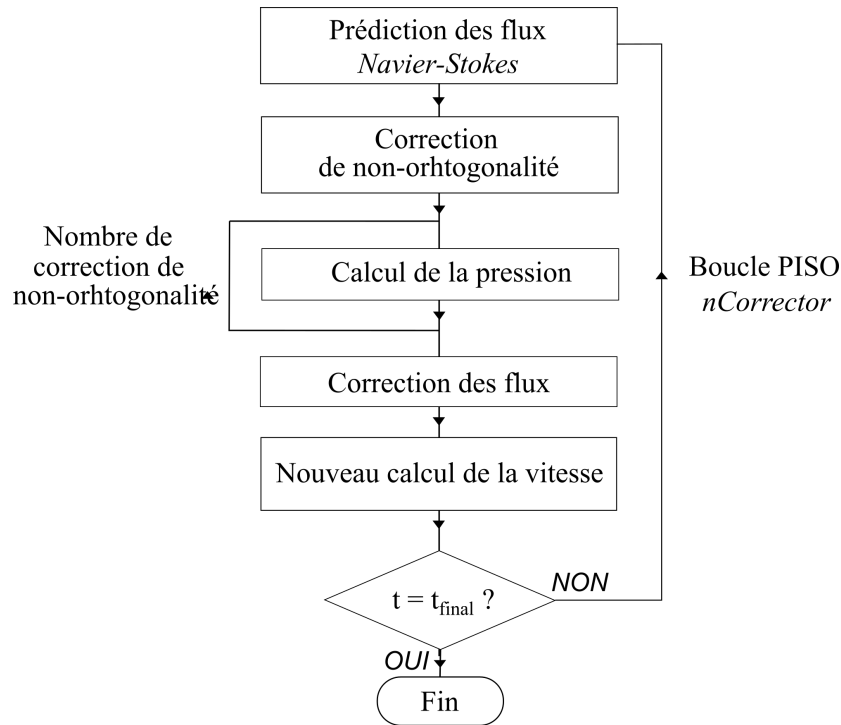 Prédiction des flux
Navier-Stokes
Correction
de non-orhtogonalité
Nombre de
correction de
non-orhtogonalité
Calcul de la pression
Boucle PISO
nCorrector
Correction des flux
Nouveau calcul de la vitesse
t = tfinal ?
NON
OUI
Fin